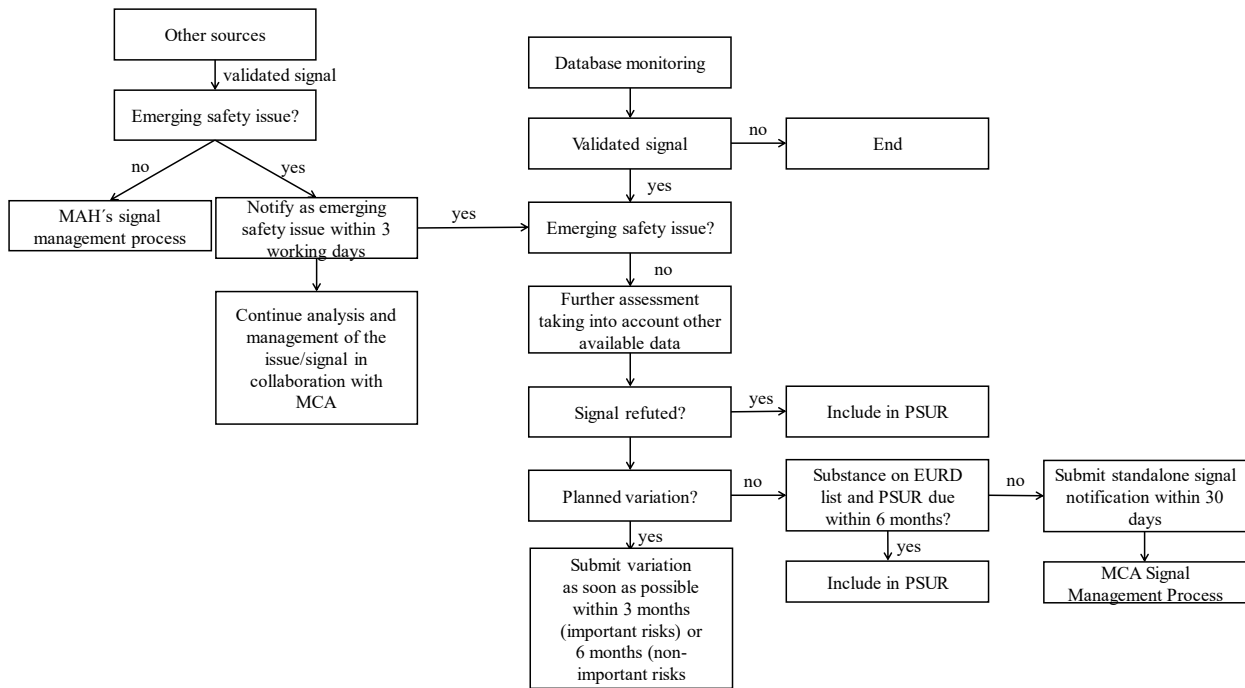 Other sources
validated signal
Emerging safety issue?
no
yes
MAH´s signal
management process
Notify as emerging
safety issue within 3
working days
yes
Continue analysis and
management of the
issue/signal in
collaboration with
MCA
Database monitoring
Validated signal
no
End
yes
Emerging safety issue?
no
Further assessment
taking into account other
available data
Signal refuted?
yes
Include in PSUR
Planned variation?
no
Substance on EURD
list and PSUR due
within 6 months?
no
Submit standalone signal
notification within 30
days
yes
yes
Submit variation
as soon as possible
within 3 months
(important risks) or
6 months (non-
important risks
Include in PSUR
MCA Signal
Management Process